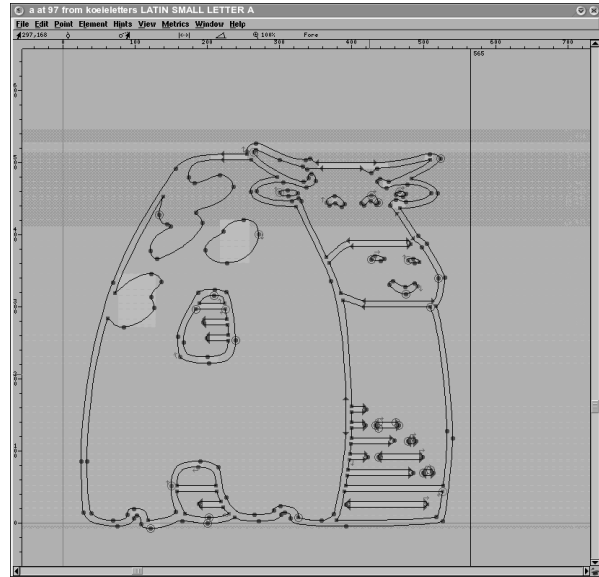 a at 97 from koeieletters LATIN SMALL LETTER A
File Edit Point Element Hints View Metrics Window Help
297,168 100% Fore
0 100 200 300 400 500 600 700
565